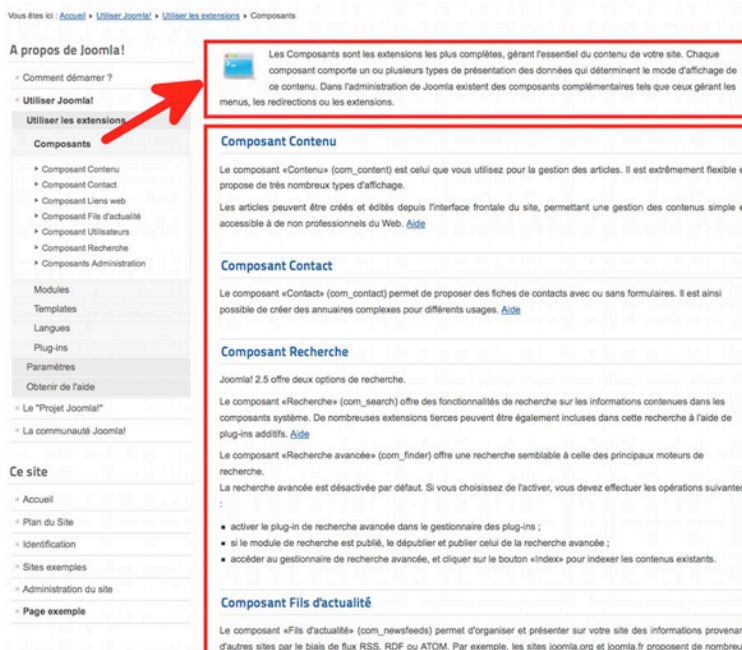 Vous êtes ici : Accueil ▸ Utiliser Joomla! ▸ Utiliser les extensions ▸ Composants
A propos de Joomla!
Comment démarrer ?
Utiliser Joomla!
Utiliser les extensions
Composants
Composant Contenu
Composant Contact
Composant Liens web
Composant Fils d'actualité
Composant Utilisateurs
Composant Recherche
Composants Administration
Modules
Templates
Langues
Plug-ins
Paramètres
Obtenir de l'aide
Le "Projet Joomla!"
La communauté Joomla!
Ce site
Accueil
Plan du Site
Identification
Sites exemples
Administration du site
Page exemple
Les Composants sont les extensions les plus complètes, gérant l'essentiel du contenu de votre site. Chaque
composant comporte un ou plusieurs types de présentation des données qui déterminent le mode d'affichage de
ce contenu. Dans l'administration de Joomla existent des composants complémentaires tels que ceux gérant les
menus, les redirections ou les extensions.
Composant Contenu
Le composant «Contenu» (com_content) est celui que vous utilisez pour la gestion des articles. Il est extrêmement flexible e
propose de très nombreux types d'affichage.
Les articles peuvent être créés et édités depuis l'interface frontale du site, permettant une gestion des contenus simple e
accessible à de non professionnels du Web. Aide
Composant Contact
Le composant «Contact» (com_contact) permet de proposer des fiches de contacts avec ou sans formulaires. Il est ainsi
possible de créer des annuaires complexes pour différents usages. Aide
Composant Recherche
Joomla! 2.5 offre deux options de recherche.
Le composant «Recherche» (com_search) offre des fonctionnalités de recherche sur les informations contenues dans les
composants système. De nombreuses extensions tierces peuvent être également incluses dans cette recherche à l'aide de
plug-ins additifs. Aide
Le composant «Recherche avancée» (com_finder) offre une recherche semblable à celle des principaux moteurs de
recherche.
La recherche avancée est désactivée par défaut. Si vous choisissez de l'activer, vous devez effectuer les opérations suivantes
:
activer le plug-in de recherche avancée dans le gestionnaire des plug-ins ;
si le module de recherche est publié, le dépublier et publier celui de la recherche avancée ;
accéder au gestionnaire de recherche avancée, et cliquer sur le bouton «Index» pour indexer les contenus existants.
Composant Fils d'actualité
Le composant «Fils d'actualité» (com_newsfeeds) permet d'organiser et présenter sur votre site des informations provenan
d'autres sites par le biais de flux RSS, RDF ou ATOM. Par exemple, les sites joomla.org et joomla.fr proposent de nombreu